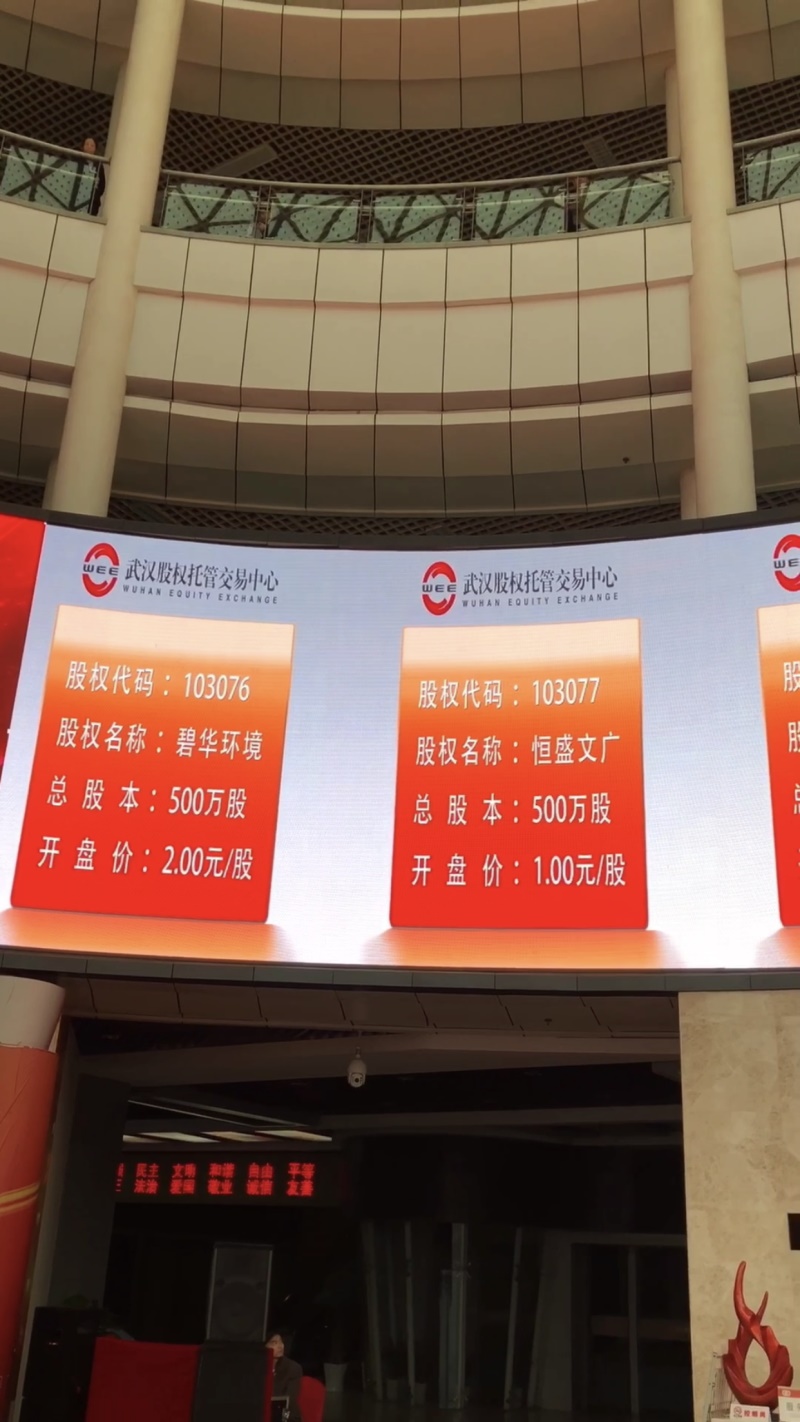 WEE 武汉股权托管交易中心
WUHAN EQUITY EXCHANGE
股权代码：103076
股权名称：碧华环境
总 股 本：500万股
开 盘 价：2.00元/股
WEE 武汉股权托管交易中心
WUHAN EQUITY EXCHANGE
股权代码：103077
股权名称：恒盛文广
总 股 本：500万股
开 盘 价：1.00元/股
WE
股
股
总
民主 文明 和谐 自由 平等
法治 爱国 敬业 诚信 友善